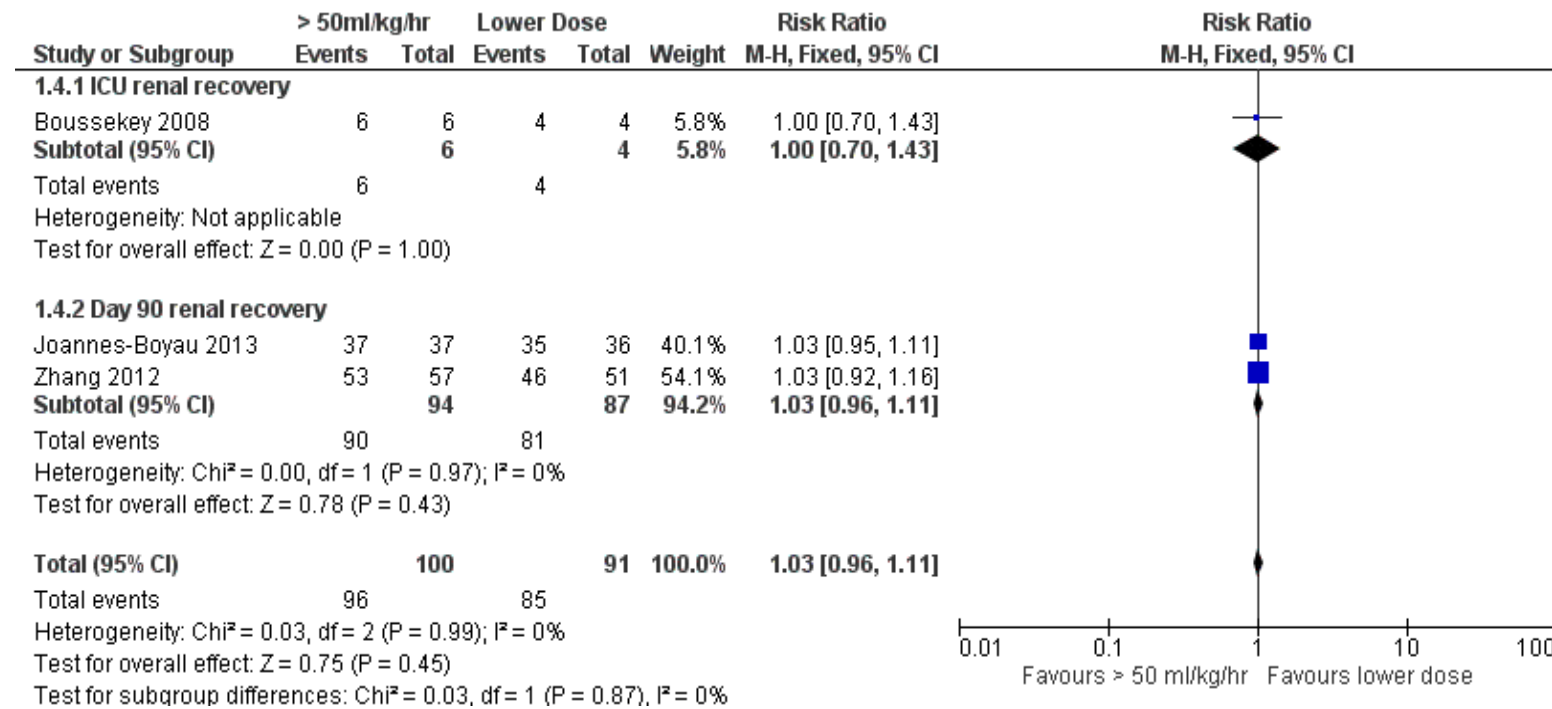 > 50ml/kg/hr Lower Dose Risk Ratio Risk Ratio
Study or Subgroup Events Total Events Total Weight M-H, Fixed, 95% CI M-H, Fixed, 95% CI
1.4.1 ICU renal recovery
Boussekey 2008 6 6 4 4 5.8% 1.00 [0.70, 1.43]
Subtotal (95% CI) 6 4 5.8% 1.00 [0.70, 1.43]
Total events 6 4
Heterogeneity: Not applicable
Test for overall effect: Z = 0.00 (P = 1.00)
1.4.2 Day 90 renal recovery
Joannes-Boyau 2013 37 37 35 36 40.1% 1.03 [0.95, 1.11]
Zhang 2012 53 57 46 51 54.1% 1.03 [0.92, 1.16]
Subtotal (95% CI) 94 87 94.2% 1.03 [0.96, 1.11]
Total events 90 81
Heterogeneity: Chi² = 0.00, df = 1 (P = 0.97); I² = 0%
Test for overall effect: Z = 0.78 (P = 0.43)
Total (95% CI) 100 91 100.0% 1.03 [0.96, 1.11]
Total events 96 85
Heterogeneity: Chi² = 0.03, df = 2 (P = 0.99); I² = 0%
Test for overall effect: Z = 0.75 (P = 0.45)
Test for subgroup differences: Chi² = 0.03, df = 1 (P = 0.87), I² = 0%
0.01 0.1 1 10 100
Favours > 50 ml/kg/hr Favours lower dose